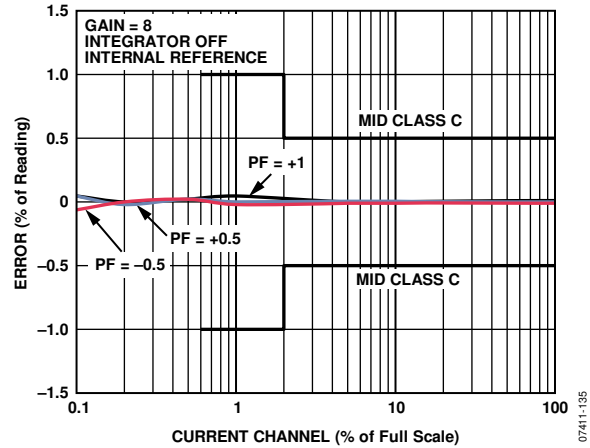 1.5
GAIN = 8
INTEGRATOR OFF
INTERNAL REFERENCE
1.0
MID CLASS C
0.5
PF = +1
0
PF = +0.5
PF = –0.5
–0.5
MID CLASS C
–1.0
–1.5
0.1
1
10
100
ERROR (% of Reading)
CURRENT CHANNEL (% of Full Scale)
07411-135